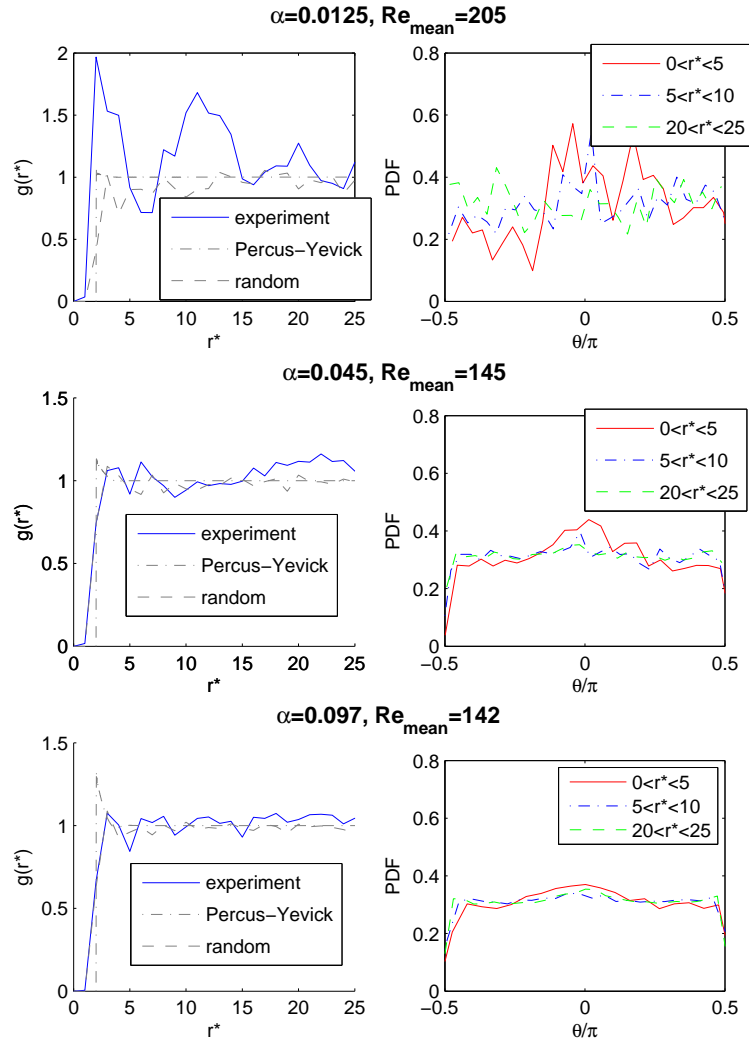 α=0.0125, Re_mean=205
2
1.5
1
0.5
0
0
5
10
15
20
25
g(r*)
r*
experiment
Percus-Yevick
random
0.8
0.6
0.4
0.2
0
-0.5
0
0.5
PDF
θ/π
0<r*<5
5<r*<10
20<r*<25
α=0.045, Re_mean=145
1.5
1
0.5
0
0
5
10
15
20
25
g(r*)
r*
experiment
Percus-Yevick
random
0.8
0.6
0.4
0.2
0
-0.5
0
0.5
PDF
θ/π
0<r*<5
5<r*<10
20<r*<25
α=0.097, Re_mean=142
1.5
1
0.5
0
0
5
10
15
20
25
g(r*)
r*
experiment
Percus-Yevick
random
0.8
0.6
0.4
0.2
0
-0.5
0
0.5
PDF
θ/π
0<r*<5
5<r*<10
20<r*<25